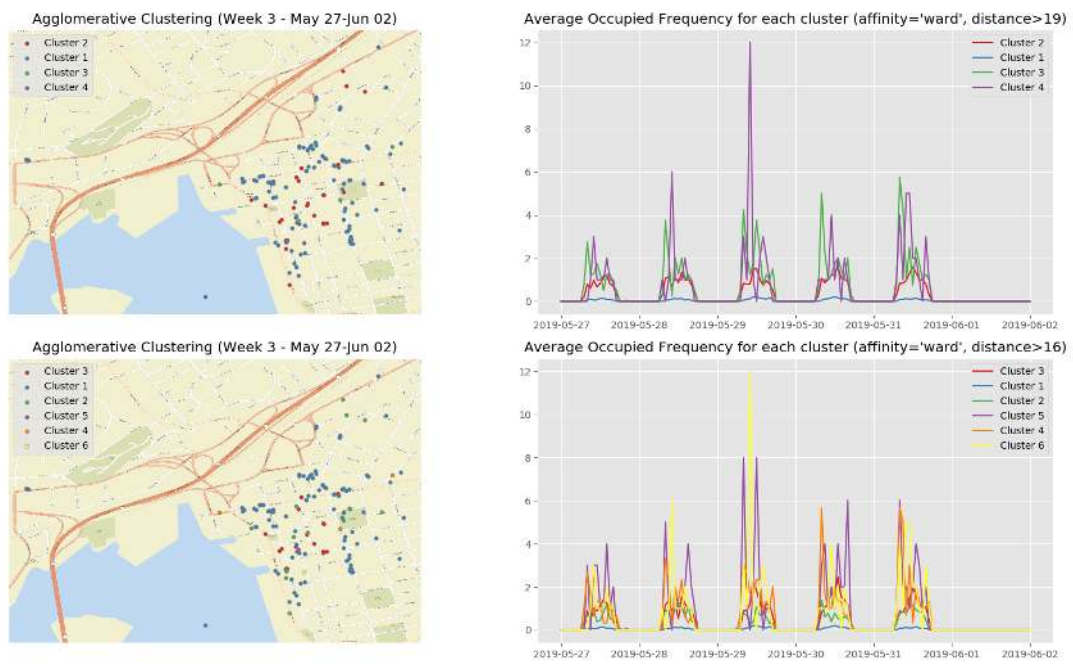 Agglomerative Clustering (Week 3 - May 27-Jun 02)
Cluster 2
Cluster 1
Cluster 3
Cluster 4
Average Occupied Frequency for each cluster (affinity='ward', distance>19)
Cluster 2
Cluster 1
Cluster 3
Cluster 4
12
10
8
6
4
2
0
2019-05-27 2019-05-28 2019-05-29 2019-05-30 2019-05-31 2019-06-01 2019-06-02
Agglomerative Clustering (Week 3 - May 27-Jun 02)
Cluster 3
Cluster 1
Cluster 2
Cluster 5
Cluster 4
Cluster 6
Average Occupied Frequency for each cluster (affinity='ward', distance>16)
Cluster 3
Cluster 1
Cluster 2
Cluster 5
Cluster 4
Cluster 6
12
10
8
6
4
2
0
2019-05-27 2019-05-28 2019-05-29 2019-05-30 2019-05-31 2019-06-01 2019-06-02